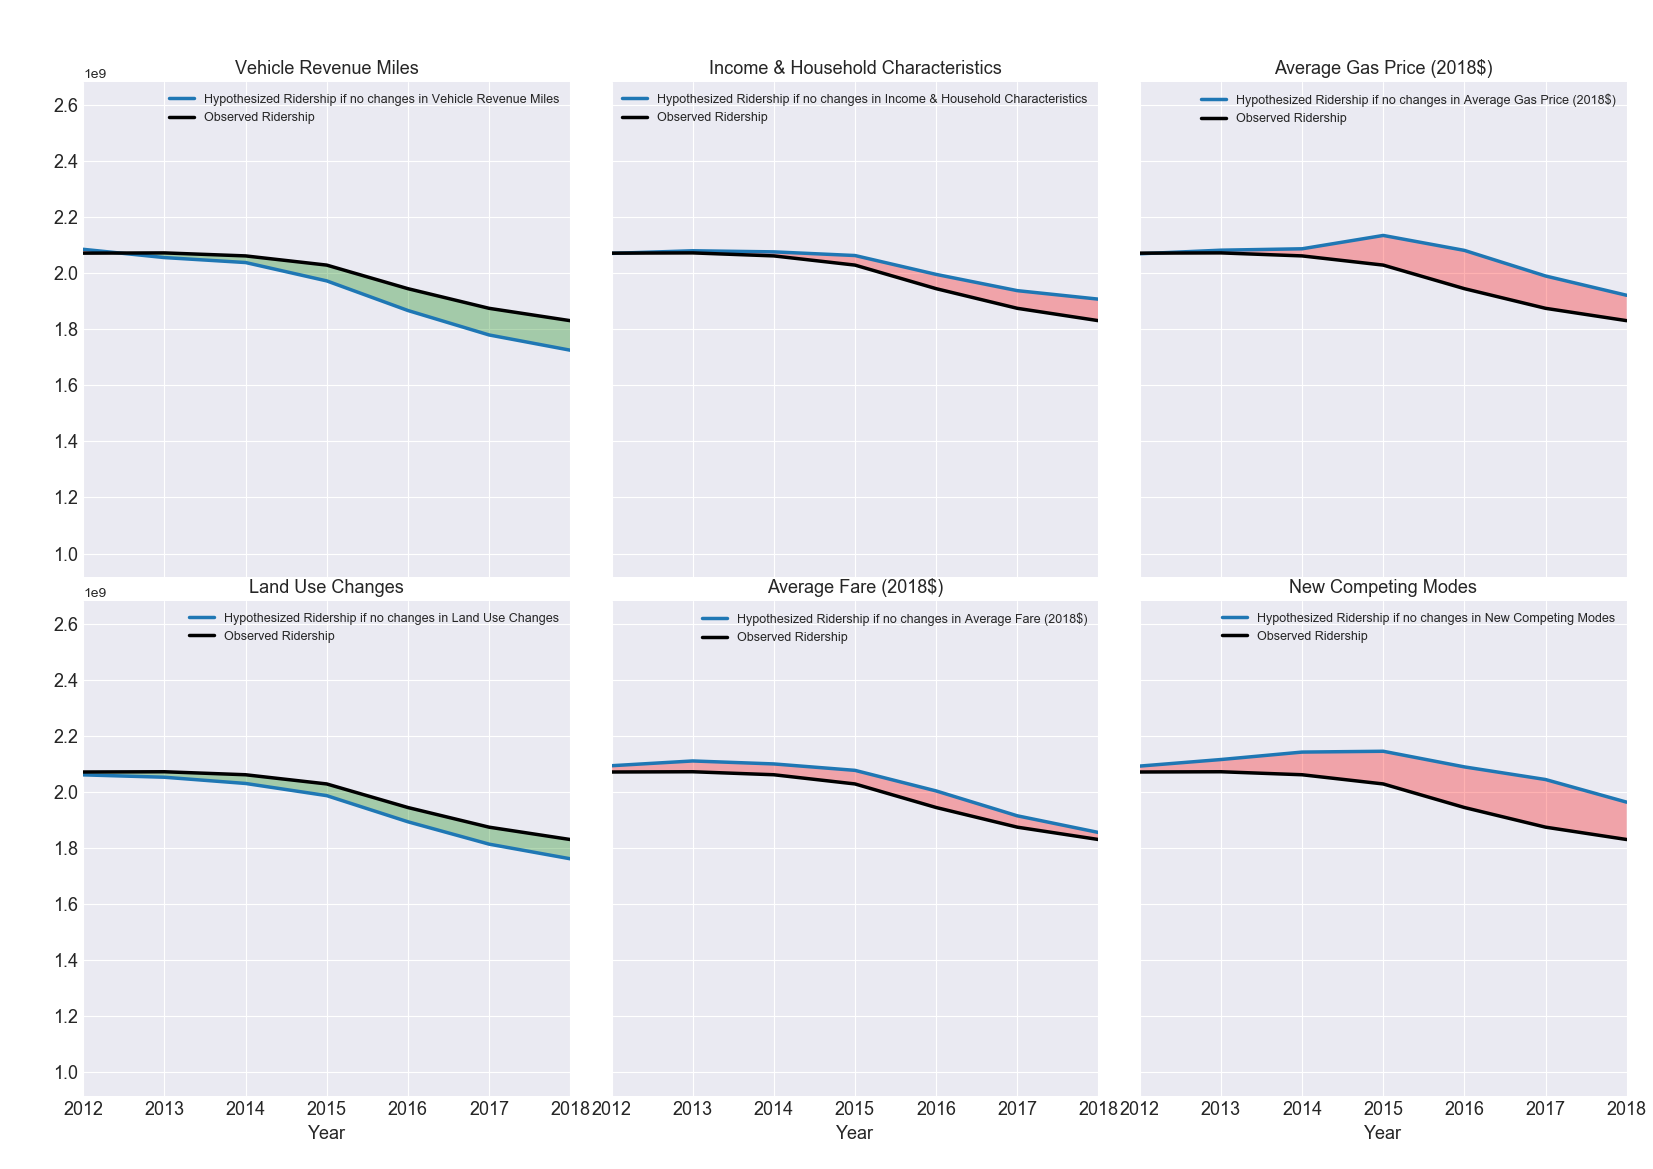 Vehicle Revenue Miles
Income & Household Characteristics
Average Gas Price (2018$)
1e9
Hypothesized Ridership if no changes in Vehicle Revenue Miles
Observed Ridership
Hypothesized Ridership if no changes in Income & Household Characteristics
Observed Ridership
Hypothesized Ridership if no changes in Average Gas Price (2018$)
Observed Ridership
2.6
2.4
2.2
2.0
1.8
1.6
1.4
1.2
1.0
Land Use Changes
Average Fare (2018$)
New Competing Modes
1e9
Hypothesized Ridership if no changes in Land Use Changes
Observed Ridership
Hypothesized Ridership if no changes in Average Fare (2018$)
Observed Ridership
Hypothesized Ridership if no changes in New Competing Modes
Observed Ridership
2.6
2.4
2.2
2.0
1.8
1.6
1.4
1.2
1.0
2012 2013 2014 2015 2016 2017 2018
2012 2013 2014 2015 2016 2017 2018
2012 2013 2014 2015 2016 2017 2018
Year
Year
Year